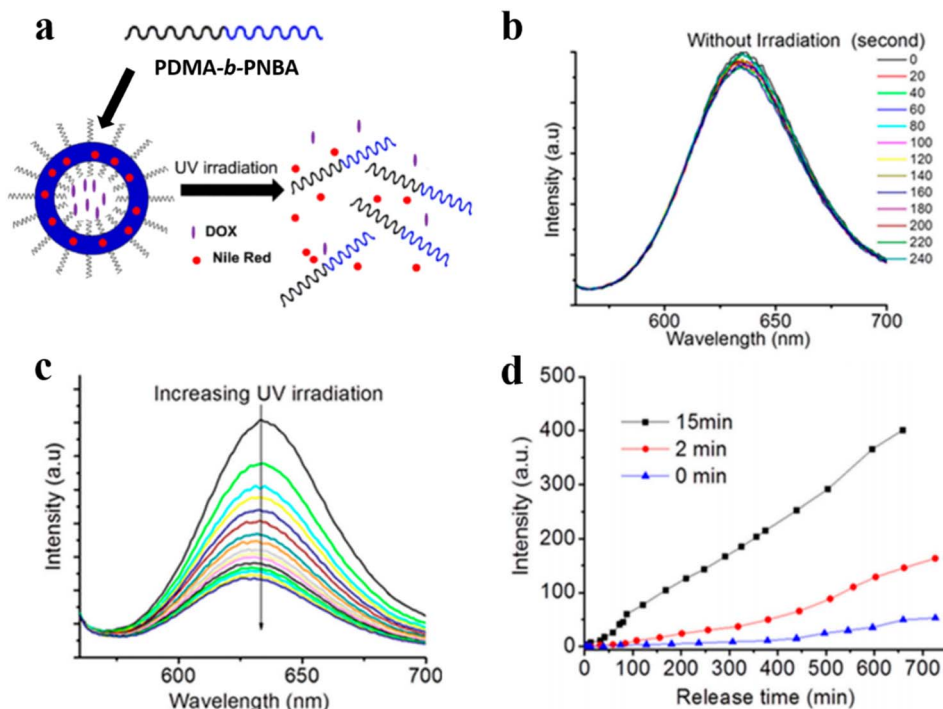 a
PDMA-b-PNBA
UV irradiation
DOX
Nile Red
b
Without Irradiation (second)
0
20
40
60
80
100
120
140
160
180
200
220
240
Intensity (a.u)
600
650
700
Wavelength (nm)
c
Increasing UV irradiation
Intensity (a.u)
600
650
700
Wavelength (nm)
d
500
400
300
200
100
0
15min
2 min
0 min
Intensity (a.u.)
0 100 200 300 400 500 600 700
Release time (min)